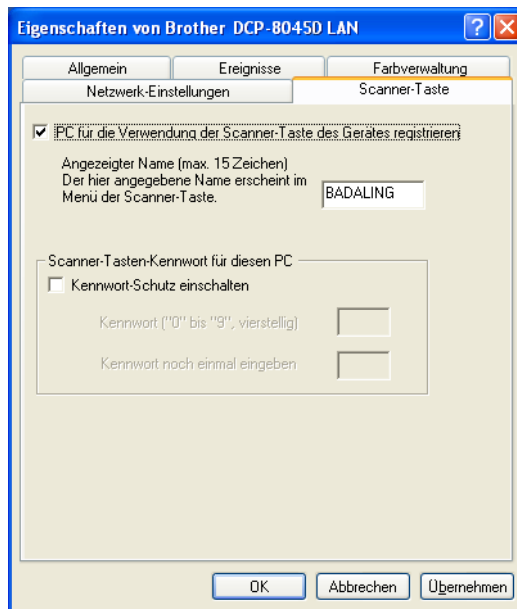 Eigenschaften von Brother DCP-8045D LAN
Allgemein
Ereignisse
Farbverwaltung
Netzwerk-Einstellungen
Scanner-Taste
PC für die Verwendung der Scanner-Taste des Gerätes registrieren
Angezeigter Name (max. 15 Zeichen)
Der hier angegebene Name erscheint im
Menü der Scanner-Taste.
BADALING
Scanner-Tasten-Kennwort für diesen PC
Kennwort-Schutz einschalten
Kennwort ("0" bis "9", vierstellig)
Kennwort noch einmal eingeben
OK
Abbrechen
Übernehmen